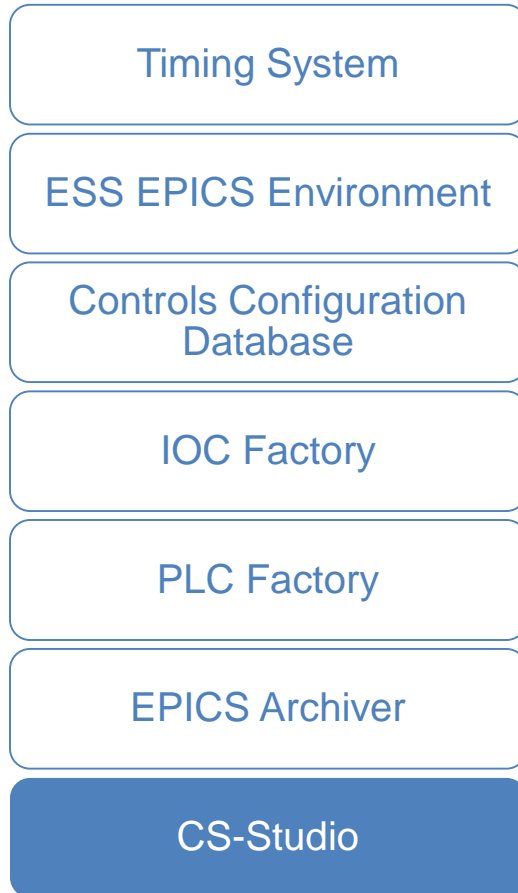 Timing System
ESS EPICS Environment
Controls Configuration
Database
IOC Factory
PLC Factory
EPICS Archiver
CS-Studio